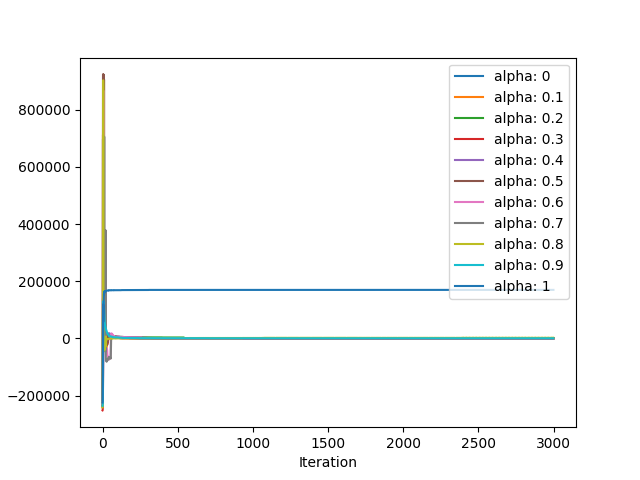 800000
600000
400000
200000
0
−200000
0
500
1000
1500
2000
2500
3000
Iteration
alpha: 0
alpha: 0.1
alpha: 0.2
alpha: 0.3
alpha: 0.4
alpha: 0.5
alpha: 0.6
alpha: 0.7
alpha: 0.8
alpha: 0.9
alpha: 1